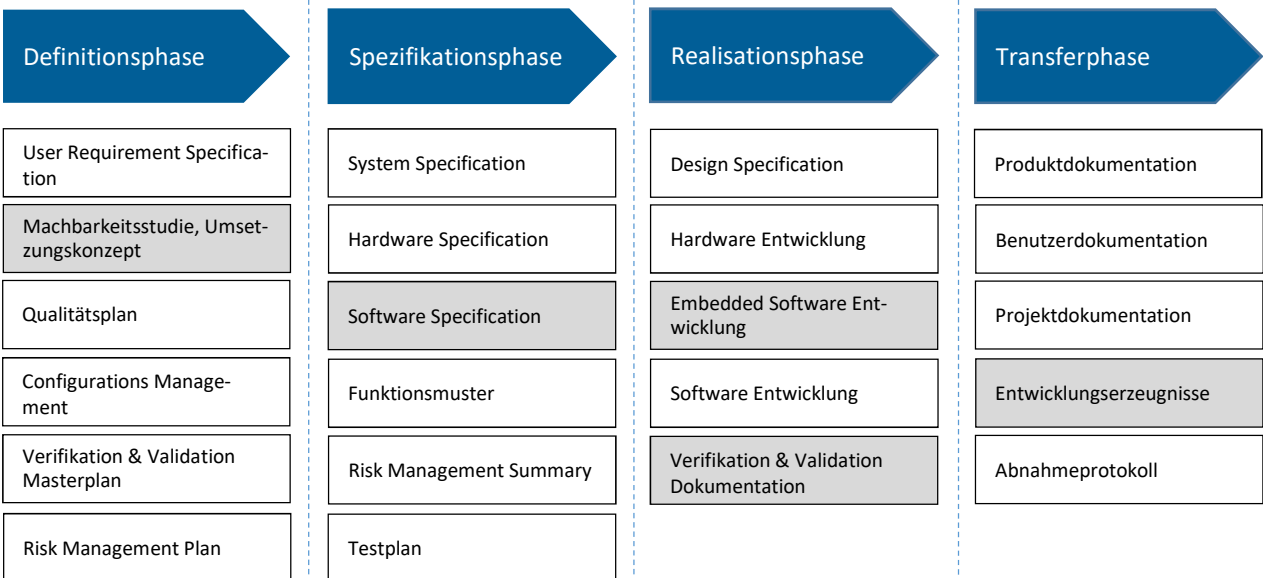 Definitionsphase
Spezifikationsphase
Realisationsphase
Transferphase
User Requirement Specifica-
tion
Machbarkeitsstudie, Umset-
zungskonzept
Qualitätsplan
Configurations Manage-
ment
Verifikation & Validation
Masterplan
Risk Management Plan
System Specification
Hardware Specification
Software Specification
Funktionsmuster
Risk Management Summary
Testplan
Design Specification
Hardware Entwicklung
Embedded Software Ent-
wicklung
Software Entwicklung
Verifikation & Validation
Dokumentation
Produktdokumentation
Benutzerdokumentation
Projektdokumentation
Entwicklungserzeugnisse
Abnahmeprotokoll